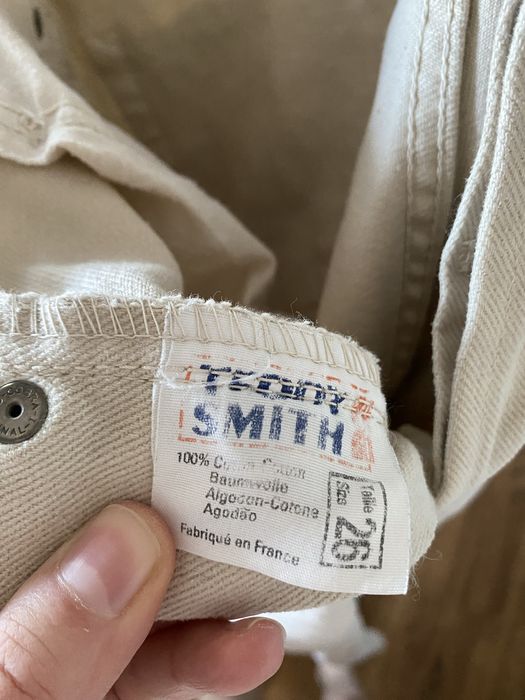 TEDDY
SMITH
100% Coton-Cotton
Baumwolle
Algodon-Cotone
Agodão
Fabriqué en France
Taille
Size
26